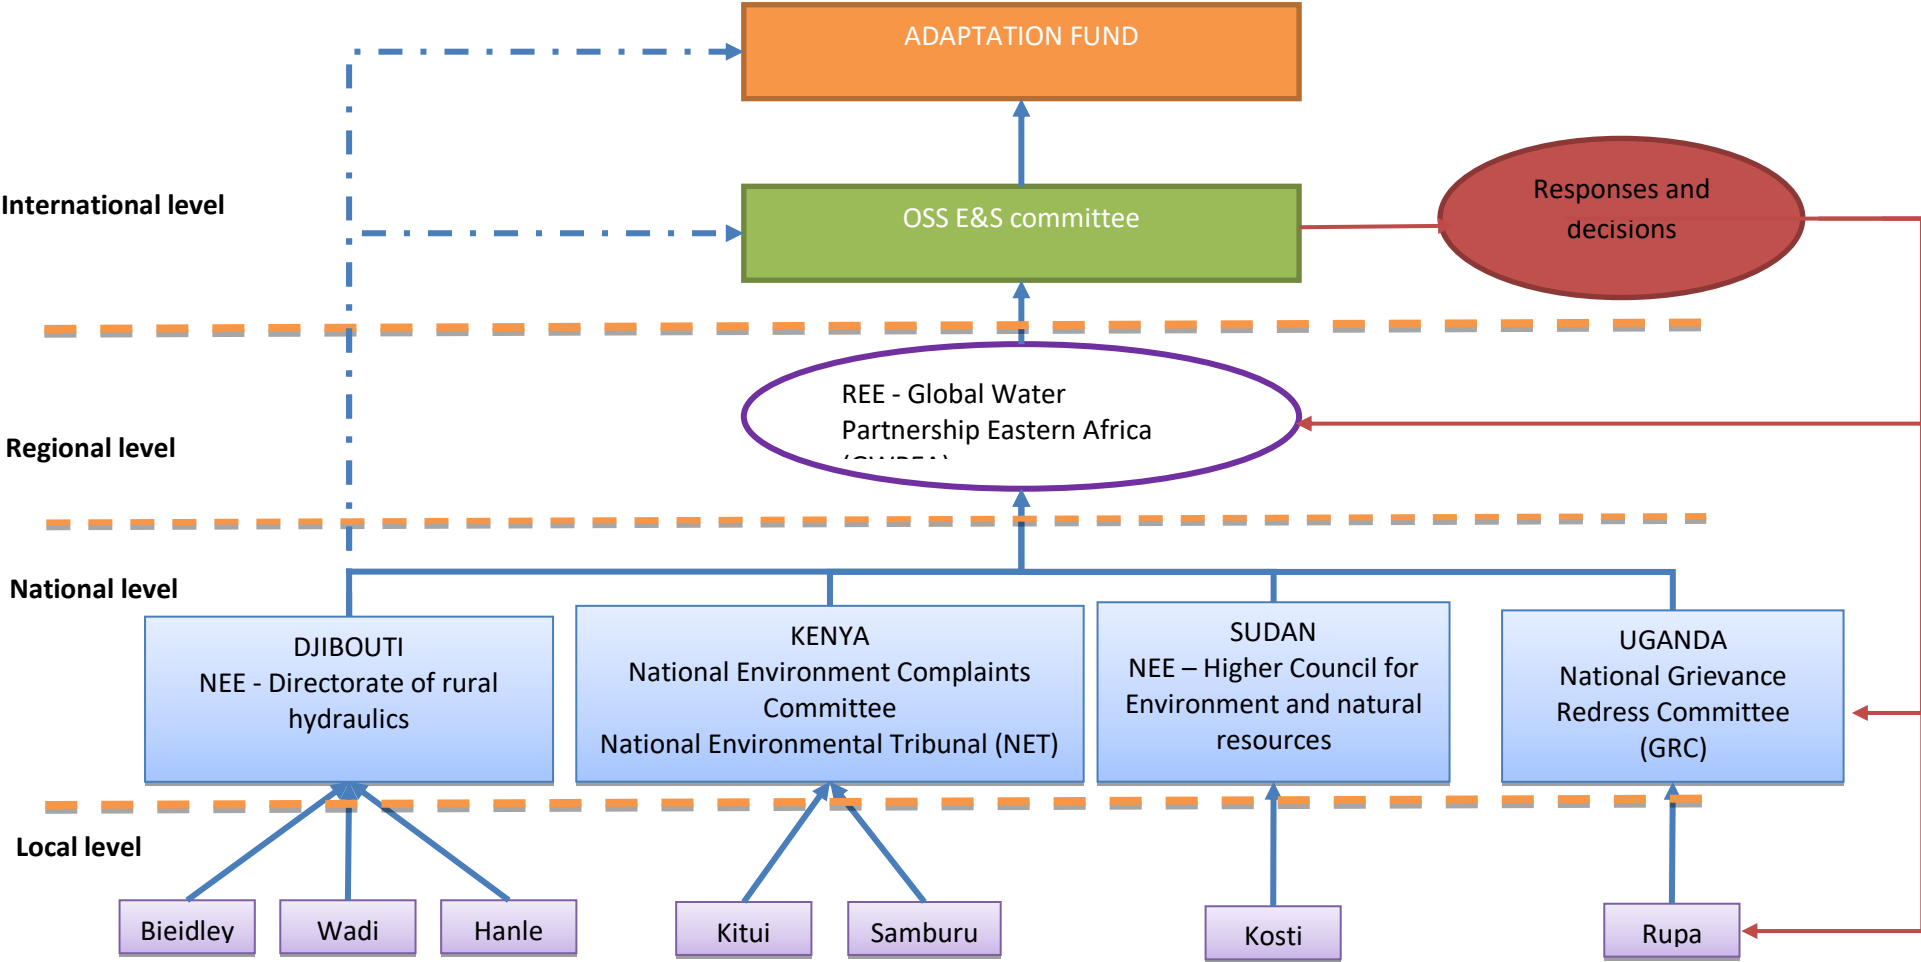 ADAPTATION FUND
International level
OSS E&S committee
Responses and
decisions
REE - Global Water
Partnership Eastern Africa
Regional level
National level
DJIBOUTI
NEE - Directorate of rural
hydraulics
KENYA
National Environment Complaints
Committee
National Environmental Tribunal (NET)
SUDAN
NEE – Higher Council for
Environment and natural
resources
UGANDA
National Grievance
Redress Committee
(GRC)
Local level
Bieidley
Wadi
Hanle
Kitui
Samburu
Kosti
Rupa